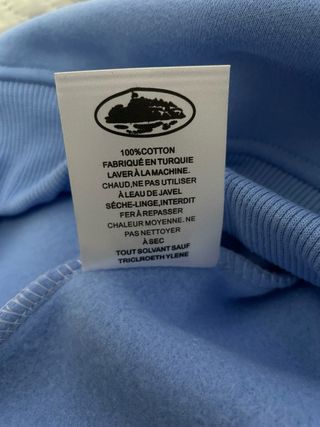 100%COTTON
FABRIQUÉ EN TURQUIE
LAVER À LA MACHINE.
CHAUD,NE PAS UTILISER
À LEAU DE JAVEL
SÉCHE-LINGE,INTERDIT
FER À REPASSER
CHALEUR MOYENNE. NE
PAS NETTOYER
À SEC
TOUT SOLVANT SAUF
TRICLROETH YLENE